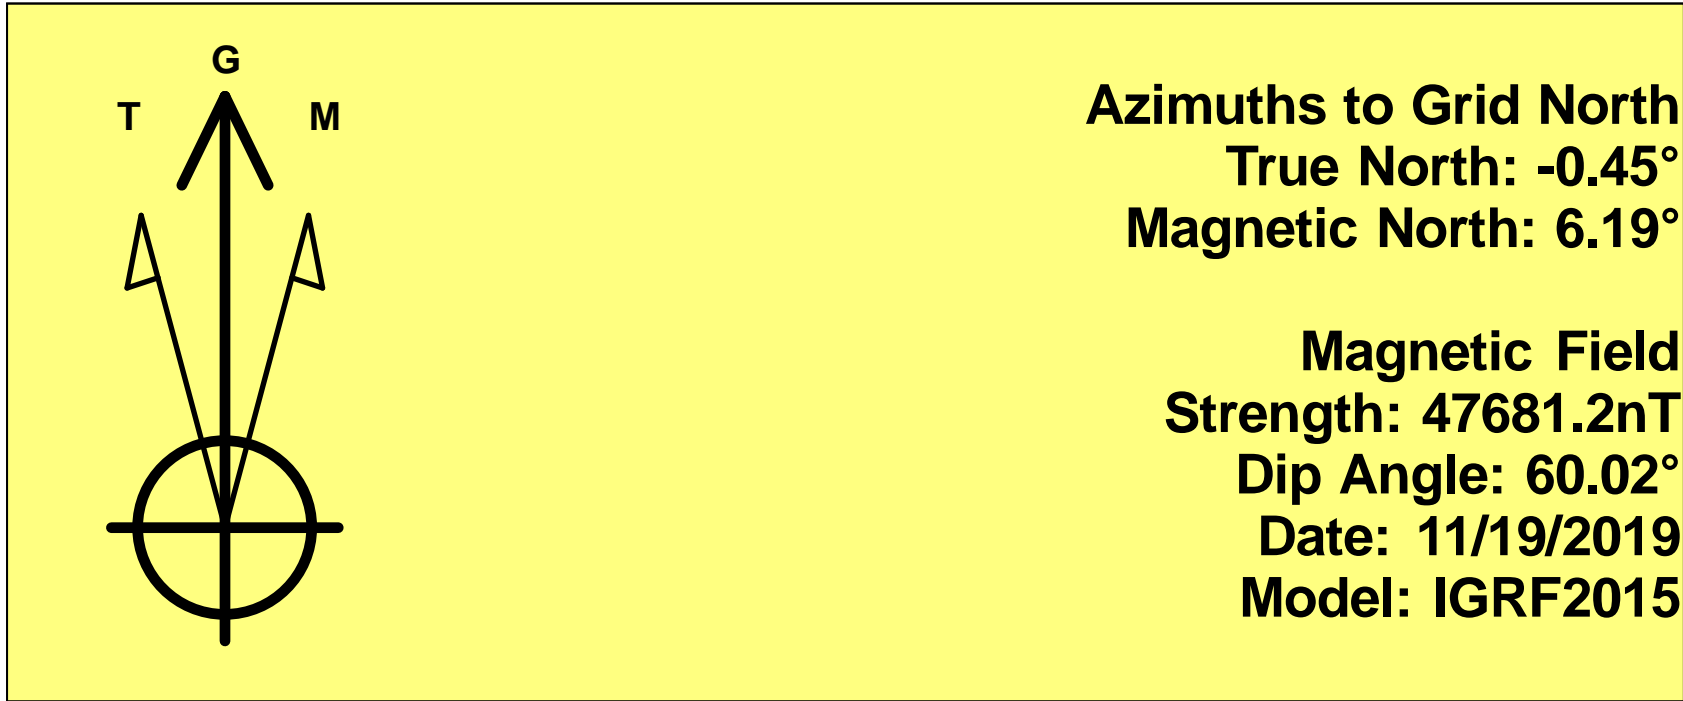 G
T M
Azimuths to Grid North
True North: -0.45°
Magnetic North: 6.19°
Magnetic Field
Strength: 47681.2nT
Dip Angle: 60.02°
Date: 11/19/2019
Model: IGRF2015